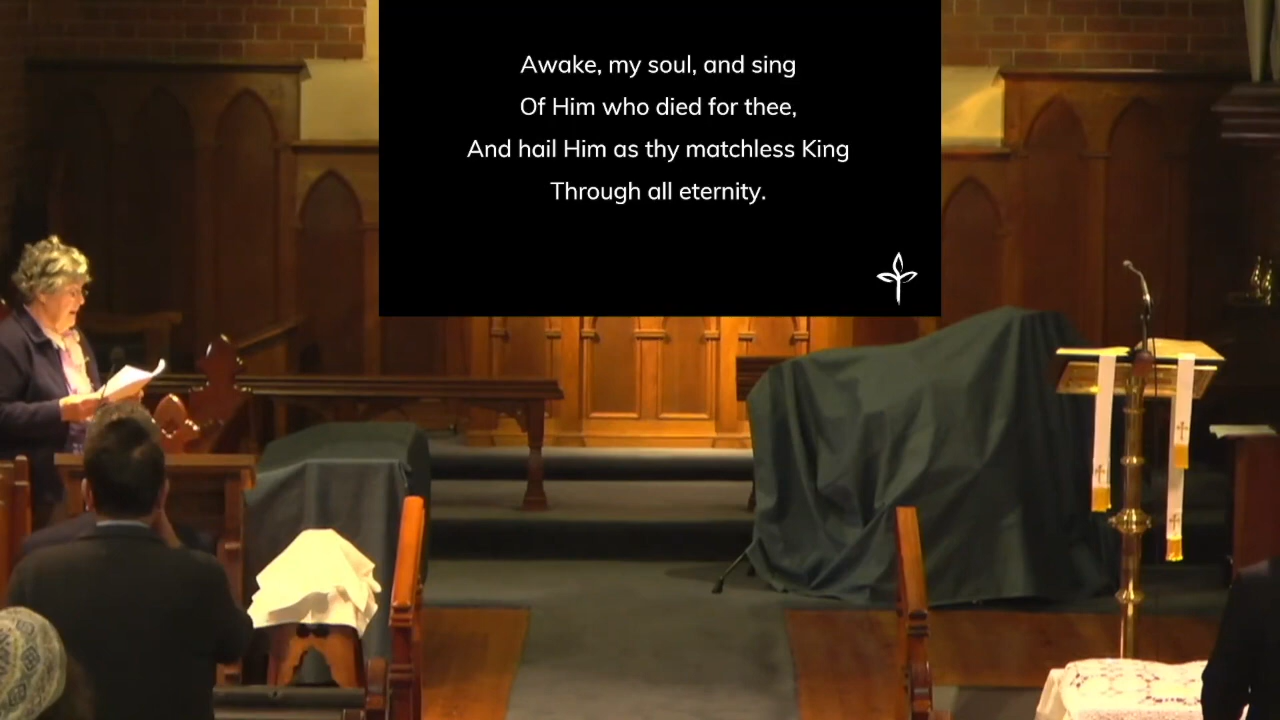 Awake, my soul, and sing
Of Him who died for thee,
And hail Him as thy matchless King
Through all eternity.